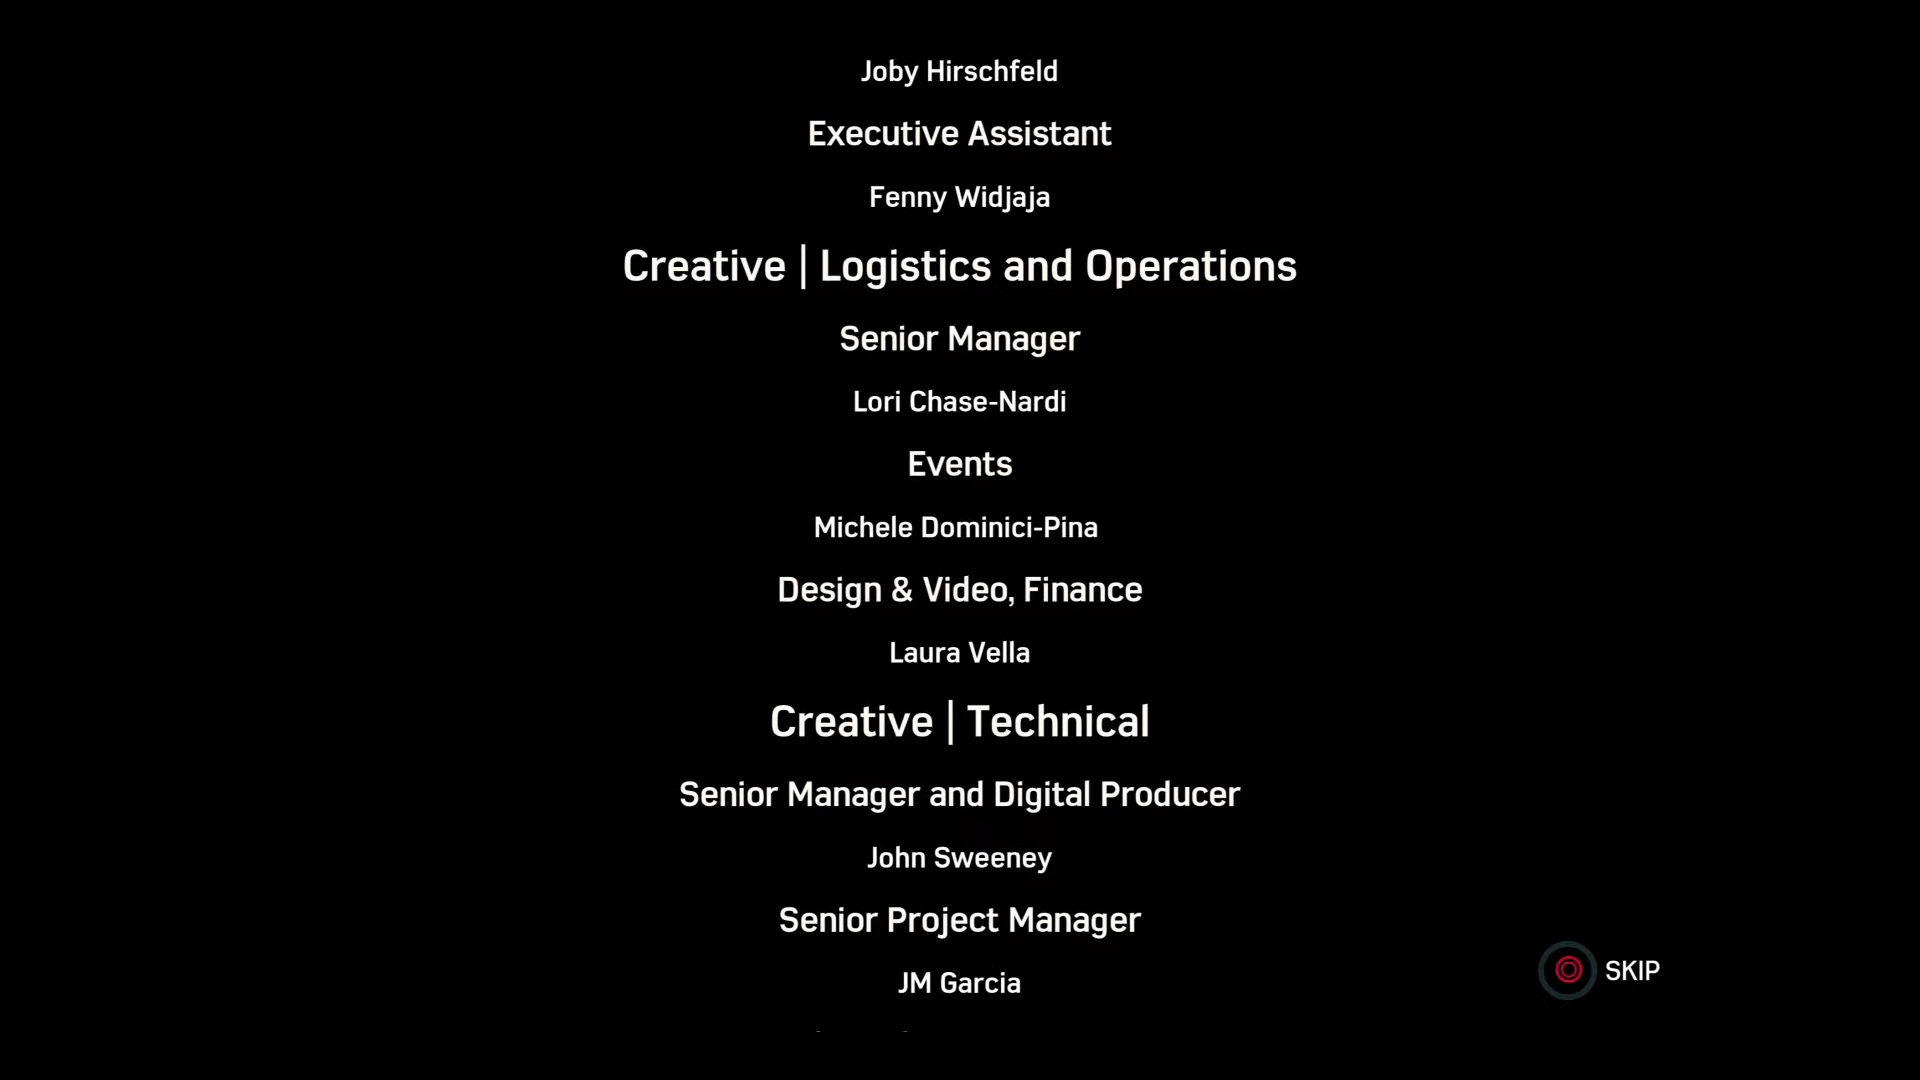 Joby Hirschfeld
Executive Assistant
Fenny Widjaja
Creative | Logistics and Operations
Senior Manager
Lori Chase-Nardi
Events
Michele Dominici-Pina
Design & Video, Finance
Laura Vella
Creative | Technical
Senior Manager and Digital Producer
John Sweeney
Senior Project Manager
JM Garcia
SKIP